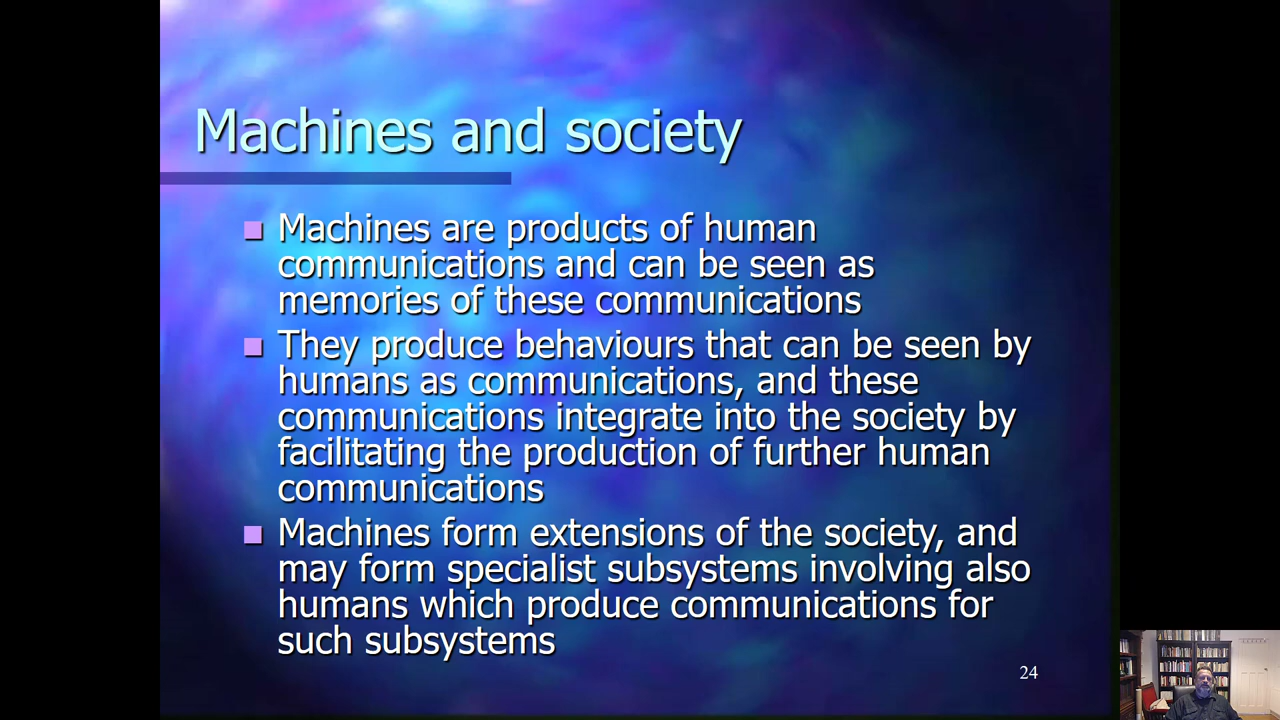 Machines and society
Machines are products of human
communications and can be seen as
memories of these communications
They produce behaviours that can be seen by
humans as communications, and these
communications integrate into the society by
facilitating the production of further human
communications
Machines form extensions of the society, and
may form specialist subsystems involving also
humans which produce communications for
such subsystems
24